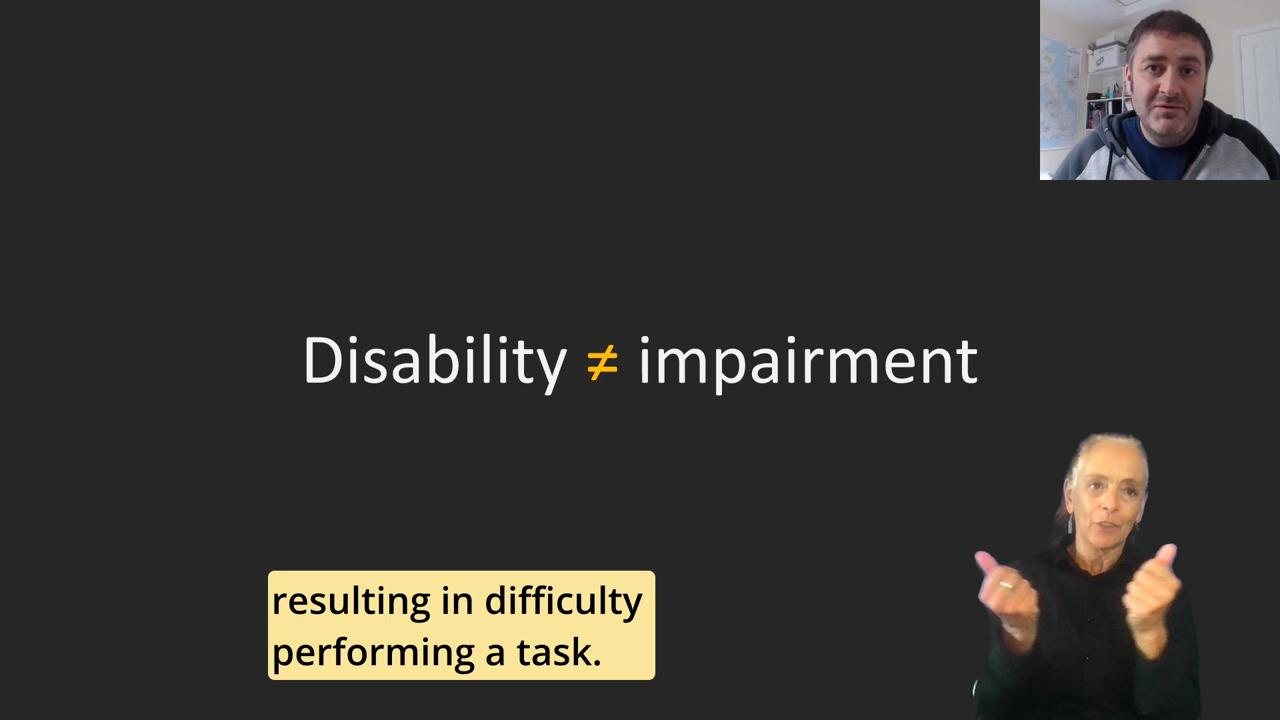 Disability ≠ impairment
resulting in difficulty
performing a task.